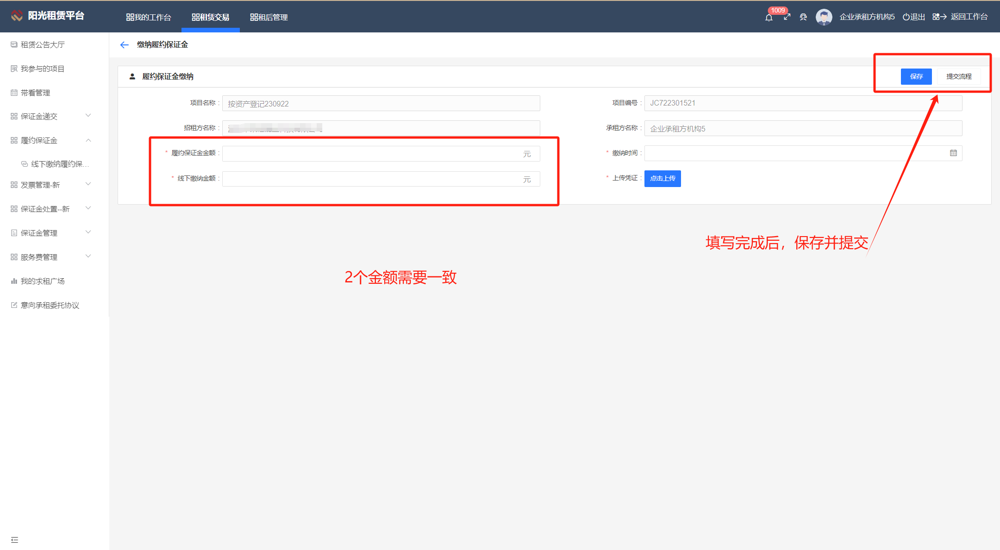 阳光租赁平台
我的工作台
租赁交易
租后管理
1009
企业承租方机构5
退出
返回工作台
租赁公告大厅
我参与的项目
带看管理
保证金递交
履约保证金
线下缴纳履约保...
发票管理-新
保证金处置--新
保证金管理
服务费管理
我的求租广场
意向承租委托协议
缴纳履约保证金
履约保证金缴纳
保存
提交流程
项目名称 :
按资产登记230922
项目编号 :
JC722301521
招租方名称 :
承租方名称 :
企业承租方机构5
* 履约保证金金额 :
元
* 缴纳时间 :
* 线下缴纳金额 :
元
* 上传凭证 :
点击上传
填写完成后，保存并提交
2个金额需要一致